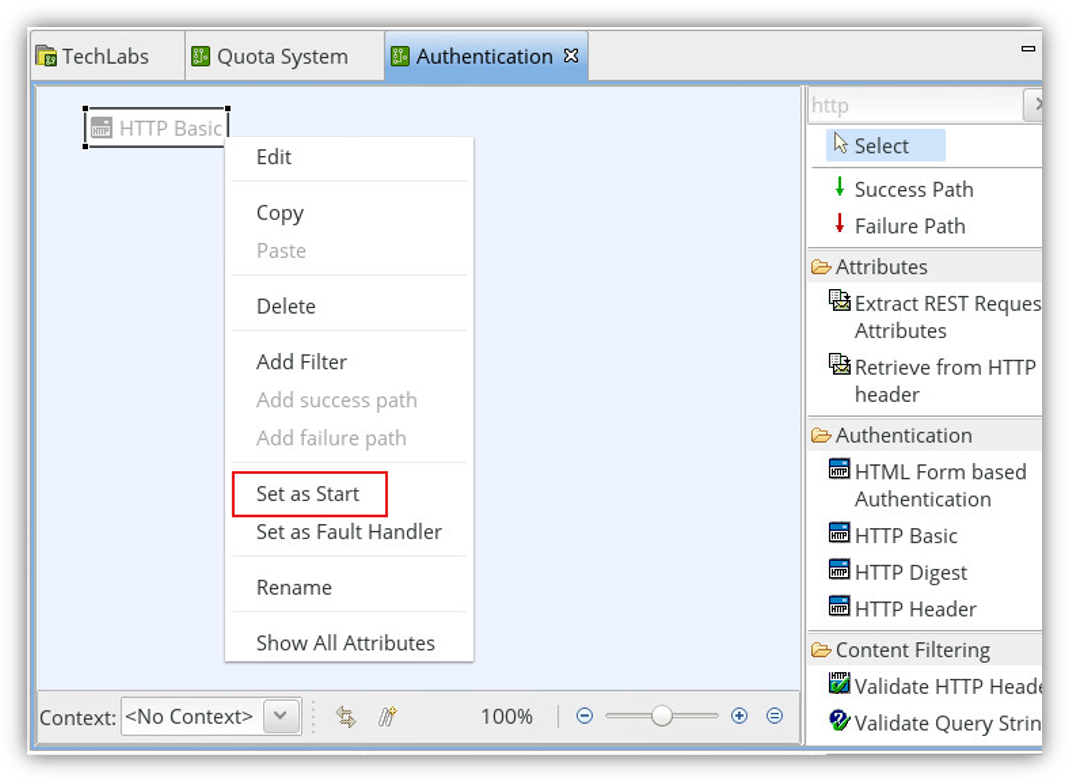 TechLabs
Quota System
Authentication
HTTP Basic
Edit
Copy
Paste
Delete
Add Filter
Add success path
Add failure path
Set as Start
Set as Fault Handler
Rename
Show All Attributes
http
Select
Success Path
Failure Path
Attributes
Extract REST Reques
Attributes
Retrieve from HTTP
header
Authentication
HTML Form based
Authentication
HTTP Basic
HTTP Digest
HTTP Header
Content Filtering
Validate HTTP Heade
Validate Query Strin
Context: <No Context>
100%